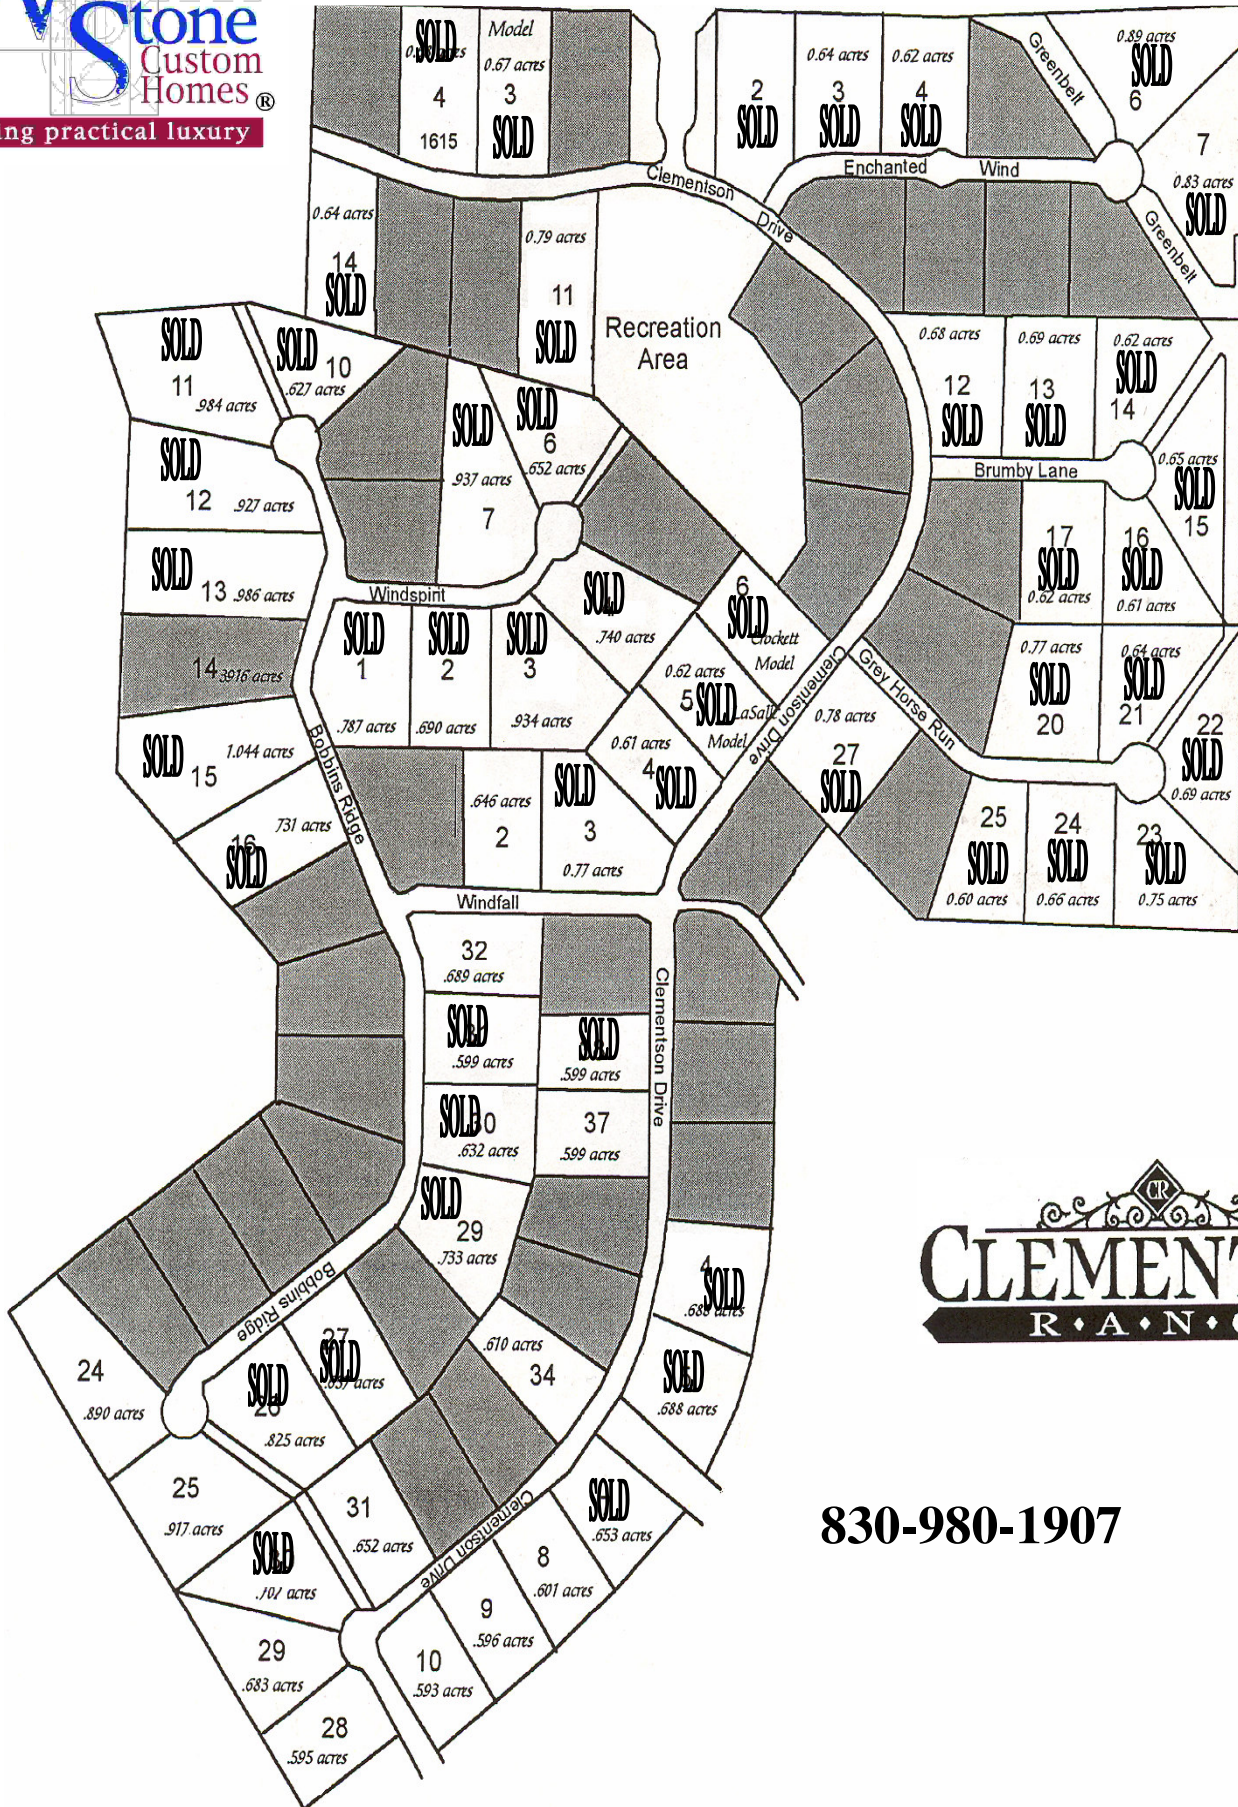 Stone
Custom
Homes ®
ing practical luxury
SOLD
4
1615
Model
0.67 acres
3
SOLD
2
SOLD
0.64 acres
3
SOLD
0.62 acres
4
SOLD
Greenbelt
0.89 acres
SOLD
6
7
0.83 acres
SOLD
Greenbelt
Clementson
Drive
Enchanted Wind
0.64 acres
14
SOLD
0.79 acres
11
SOLD
Recreation
Area
SOLD
11
.984 acres
SOLD
10
.627 acres
SOLD
.937 acres
7
SOLD
6
.652 acres
0.68 acres
12
SOLD
0.69 acres
13
SOLD
0.62 acres
SOLD
14
Brumby Lane
0.65 acres
SOLD
15
SOLD
12
.927 acres
SOLD
13
.986 acres
14
.3916 acres
SOLD
15
1.044 acres
731 acres
16
SOLD
Windspirit
SOLD
1
.787 acres
SOLD
2
.690 acres
SOLD
3
.934 acres
SOLD
.740 acres
6
SOLD
Crockett
Model
0.62 acres
5
SOLD
LaSalle
Model
0.61 acres
4
SOLD
Clementson Drive
17
SOLD
0.62 acres
16
SOLD
0.61 acres
0.77 acres
SOLD
20
0.64 acres
SOLD
21
22
SOLD
0.69 acres
Grey Horse Run
0.78 acres
27
SOLD
25
SOLD
0.60 acres
24
SOLD
0.66 acres
23
SOLD
0.75 acres
Bobbins Ridge
.646 acres
2
SOLD
3
0.77 acres
Windfall
32
.689 acres
SOLD
.599 acres
SOLD
.599 acres
SOLD
30
.632 acres
37
.599 acres
Clementson Drive
SOLD
29
.733 acres
4
SOLD
.688 acres
SOLD
.688 acres
.610 acres
34
Bobbins Ridge
27
SOLD
SOLD
26
.825 acres
24
.890 acres
25
.917 acres
31
.652 acres
SOLD
SOLD
.653 acres
8
.601 acres
9
.596 acres
10
.593 acres
Clementson Drive
29
.683 acres
28
.595 acres
CR
CLEMENT
R•A•N•
830-980-1907